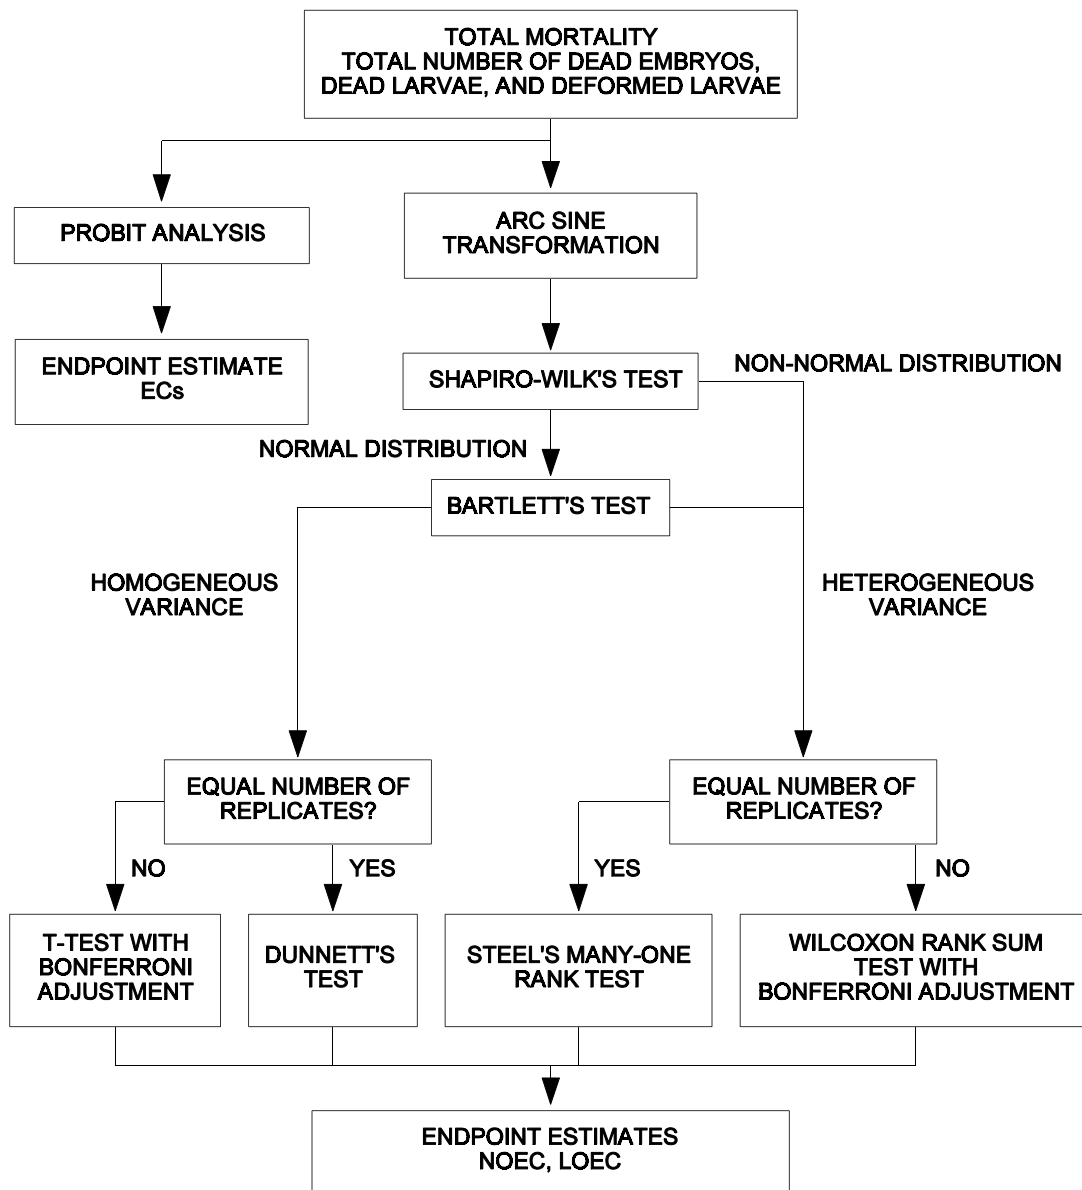 TOTAL MORTALITY
TOTAL NUMBER OF DEAD EMBRYOS,
DEAD LARVAE, AND DEFORMED LARVAE
PROBIT ANALYSIS
ARC SINE
TRANSFORMATION
ENDPOINT ESTIMATE
ECs
SHAPIRO-WILK'S TEST
NON-NORMAL DISTRIBUTION
NORMAL DISTRIBUTION
BARTLETT'S TEST
HOMOGENEOUS
VARIANCE
HETEROGENEOUS
VARIANCE
EQUAL NUMBER OF
REPLICATES?
EQUAL NUMBER OF
REPLICATES?
NO
YES
YES
NO
T-TEST WITH
BONFERRONI
ADJUSTMENT
DUNNETT'S
TEST
STEEL'S MANY-ONE
RANK TEST
WILCOXON RANK SUM
TEST WITH
BONFERRONI ADJUSTMENT
ENDPOINT ESTIMATES
NOEC, LOEC